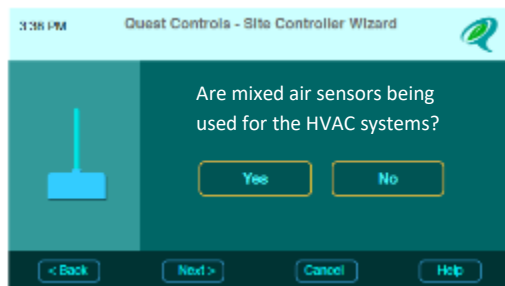 3:36 PM Quest Controls - Site Controller Wizard
Are mixed air sensors being
used for the HVAC systems?
Yes No
< Back Next > Cancel Help